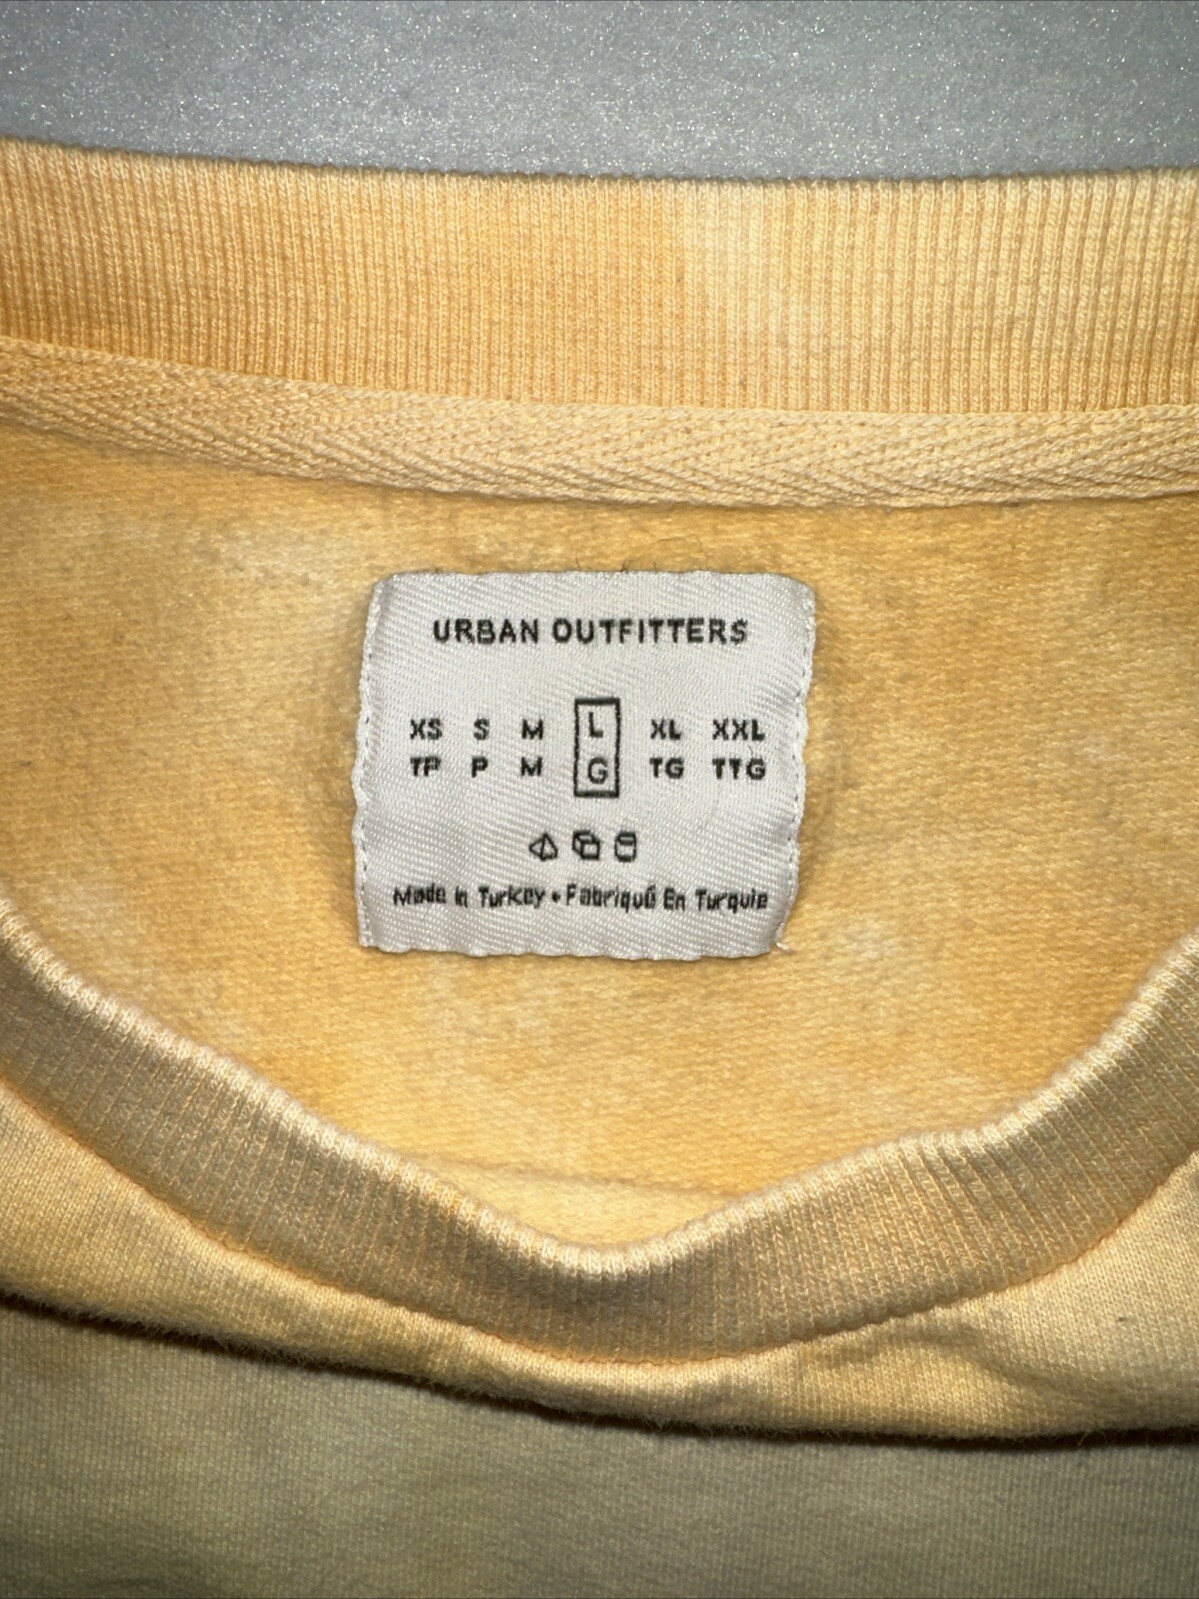 URBAN OUTFITTERS
XS S M L XL XXL
TP P M G TG TTG
Made in Turkey • Fabriqué En Turquie